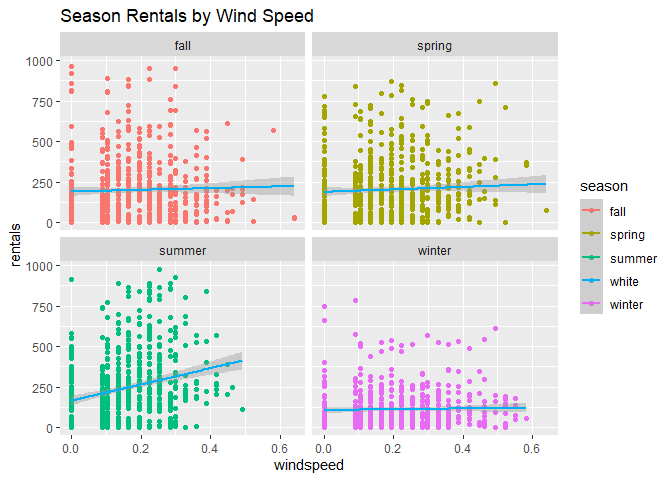 Season Rentals by Wind Speed
fall
spring
1000
750
500
250
0
summer
winter
1000
750
500
250
0
0.0 0.2 0.4 0.6
0.0 0.2 0.4 0.6
rentals
windspeed
season
fall
spring
summer
white
winter